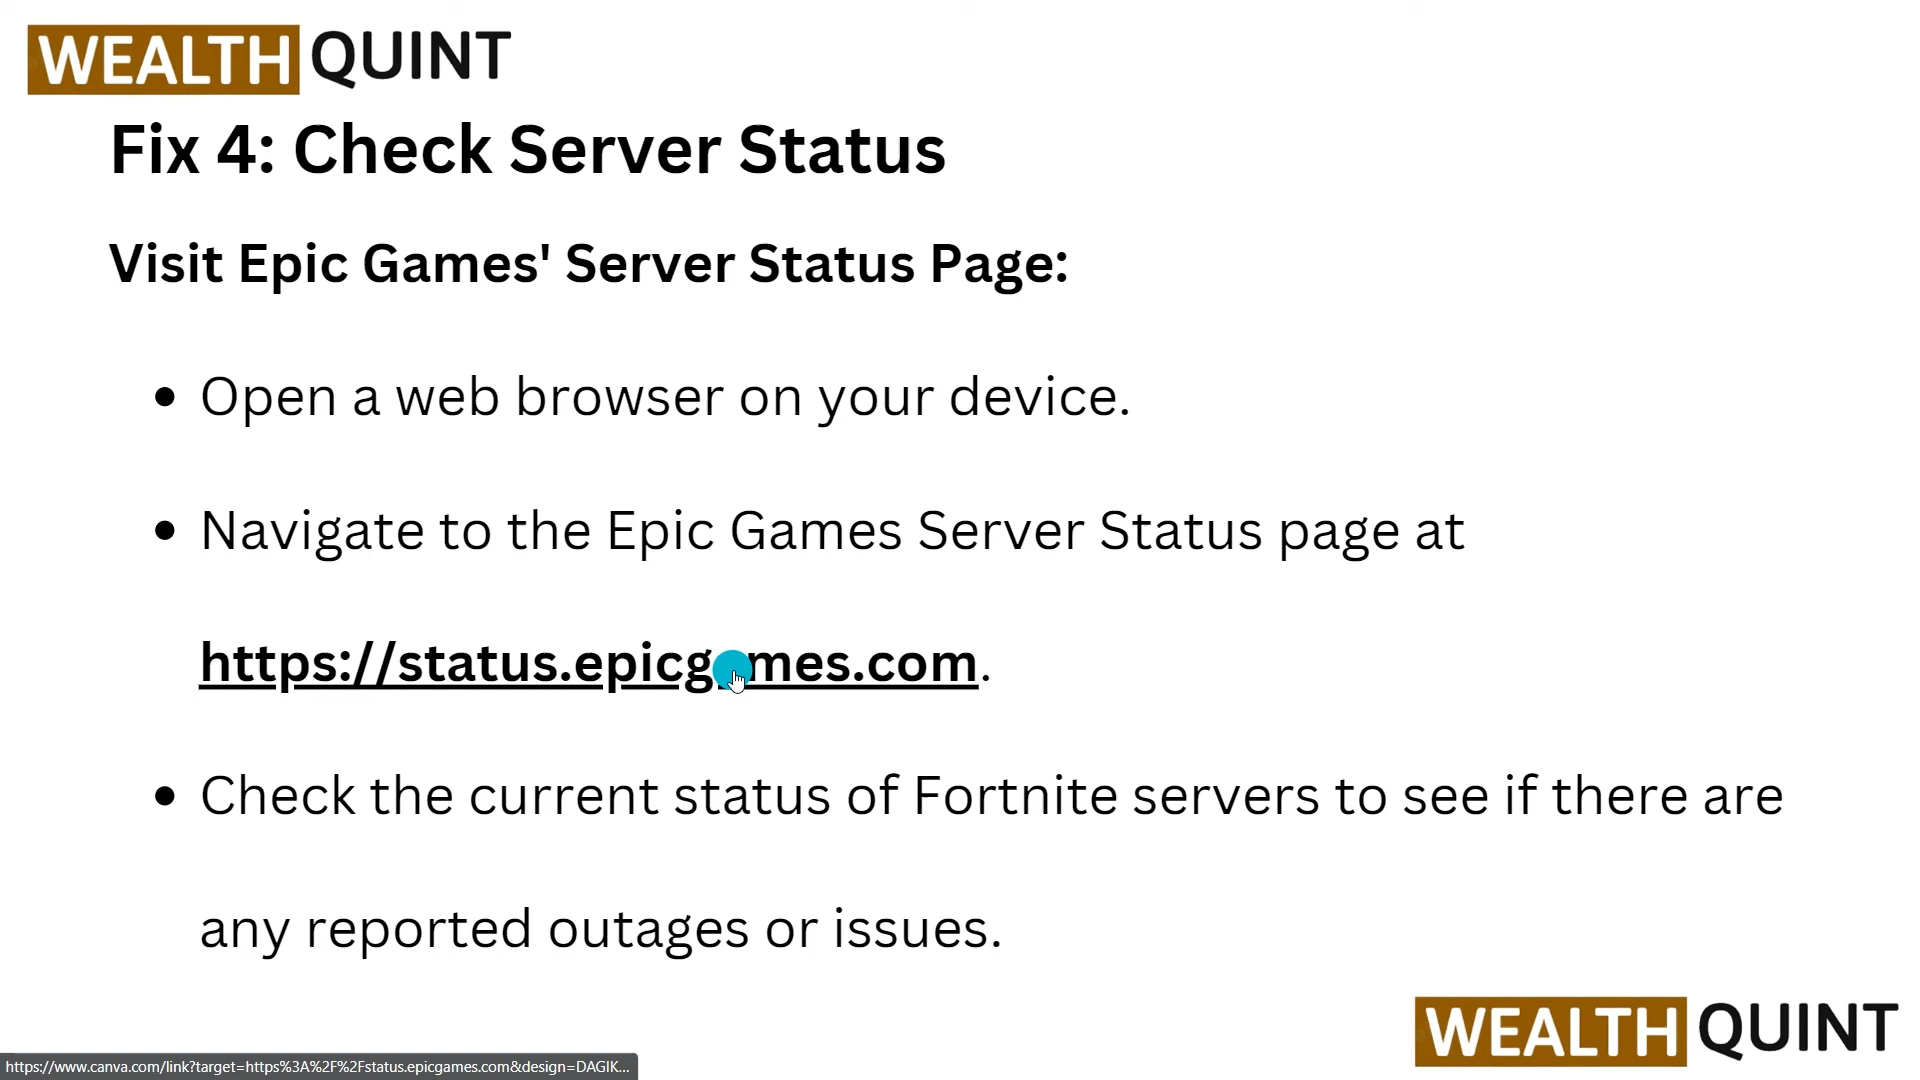 WEALTH QUINT
Fix 4: Check Server Status
Visit Epic Games' Server Status Page:
• Open a web browser on your device.
• Navigate to the Epic Games Server Status page at
https://status.epicgames.com.
• Check the current status of Fortnite servers to see if there are
any reported outages or issues.
WEALTH QUINT
https://www.canva.com/link?target=https%3A%2F%2Fstatus.epicgames.com&design=DAGIK...